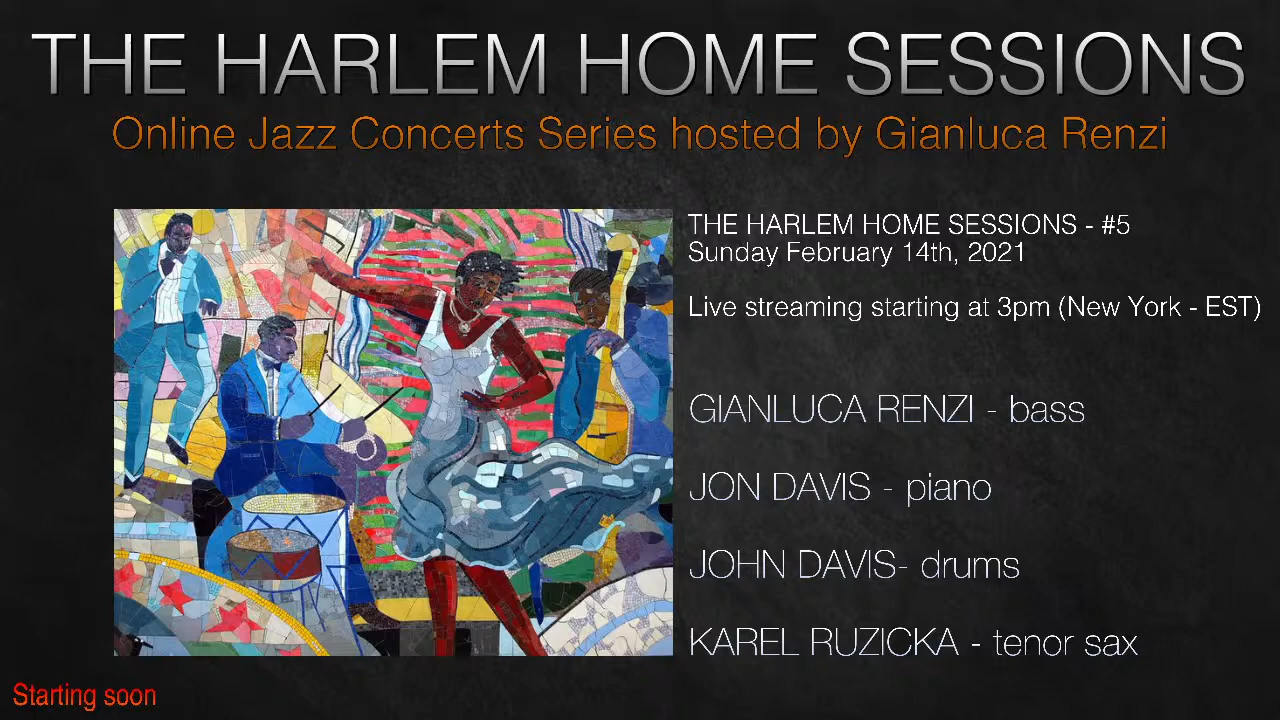 THE HARLEM HOME SESSIONS
Online Jazz Concerts Series hosted by Gianluca Renzi
THE HARLEM HOME SESSIONS - #5
Sunday February 14th, 2021
Live streaming starting at 3pm (New York - EST)
GIANLUCA RENZI - bass
JON DAVIS - piano
JOHN DAVIS- drums
KAREL RUZICKA - tenor sax
Starting soon